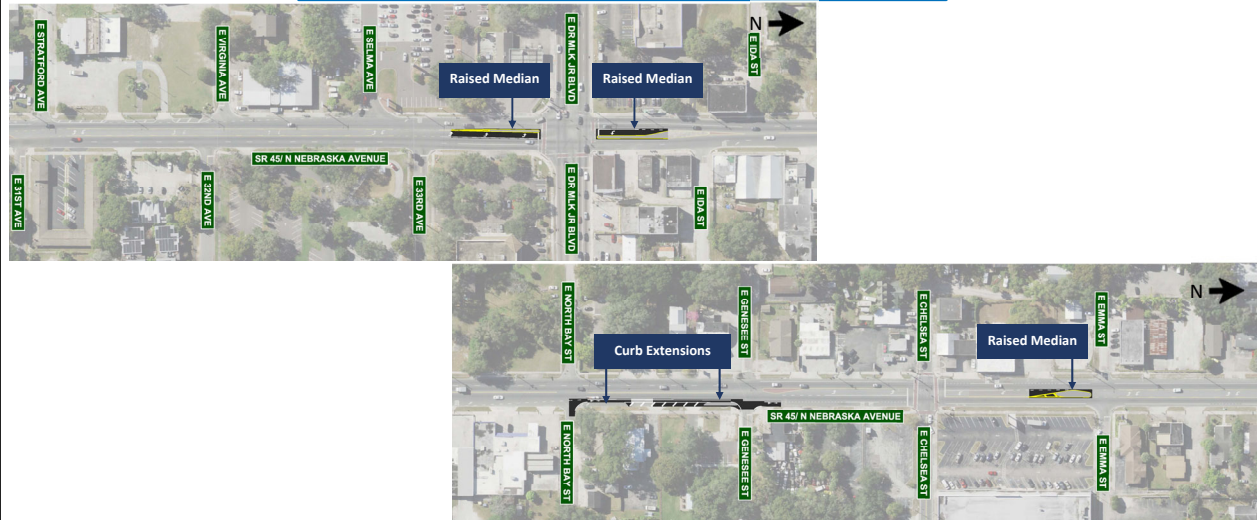 N
E STRATFORD AVE
E VIRGINIA AVE
E SELMA AVE
E DR MLK JR BLVD
E IDA ST
Raised Median
Raised Median
SR 45/ N NEBRASKA AVENUE
E 31ST AVE
E 32ND AVE
E 33RD AVE
E DR MLK JR BLVD
E IDA ST
N
E NORTH BAY ST
E GENESEE ST
E CHELSEA ST
E EMMA ST
Curb Extensions
Raised Median
SR 45/ N NEBRASKA AVENUE
E NORTH BAY ST
E GENESEE ST
E CHELSEA ST
E EMMA ST